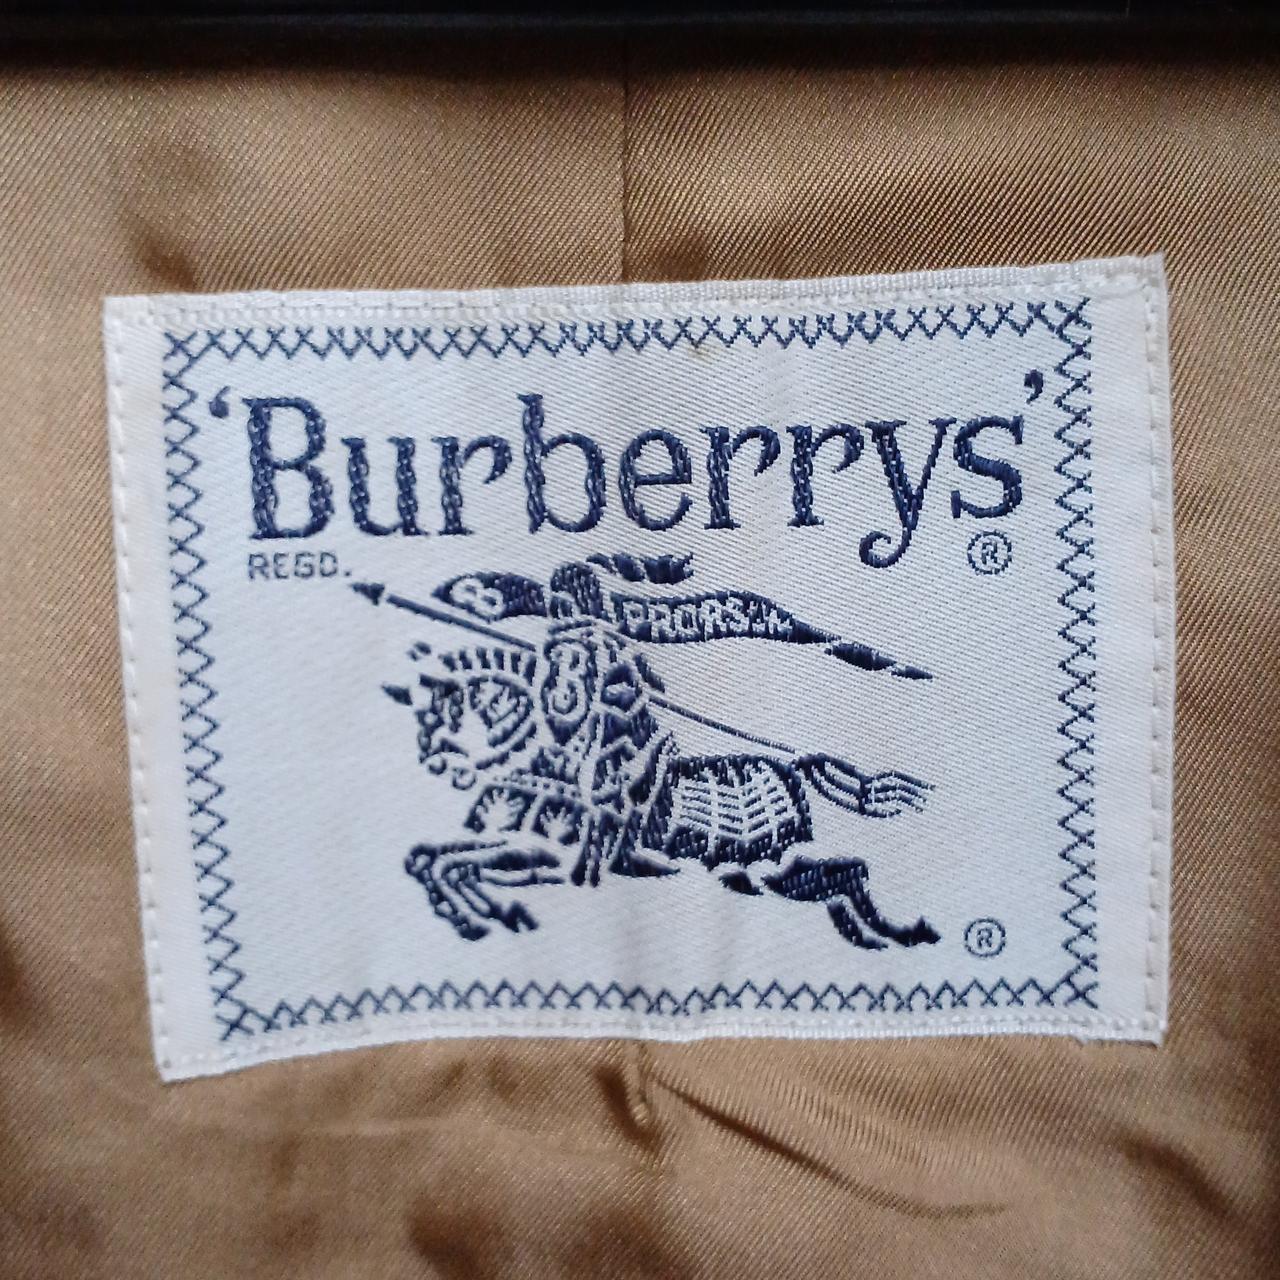 ‘Burberrys’
REGD. ®
B PRORSUM
B
®